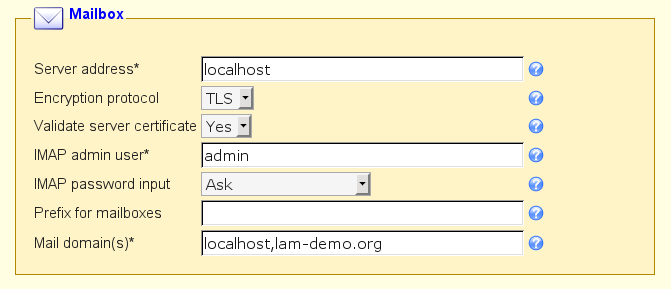 Mailbox
Server address* localhost
Encryption protocol TLS
Validate server certificate Yes
IMAP admin user* admin
IMAP password input Ask
Prefix for mailboxes
Mail domain(s)* localhost,lam-demo.org